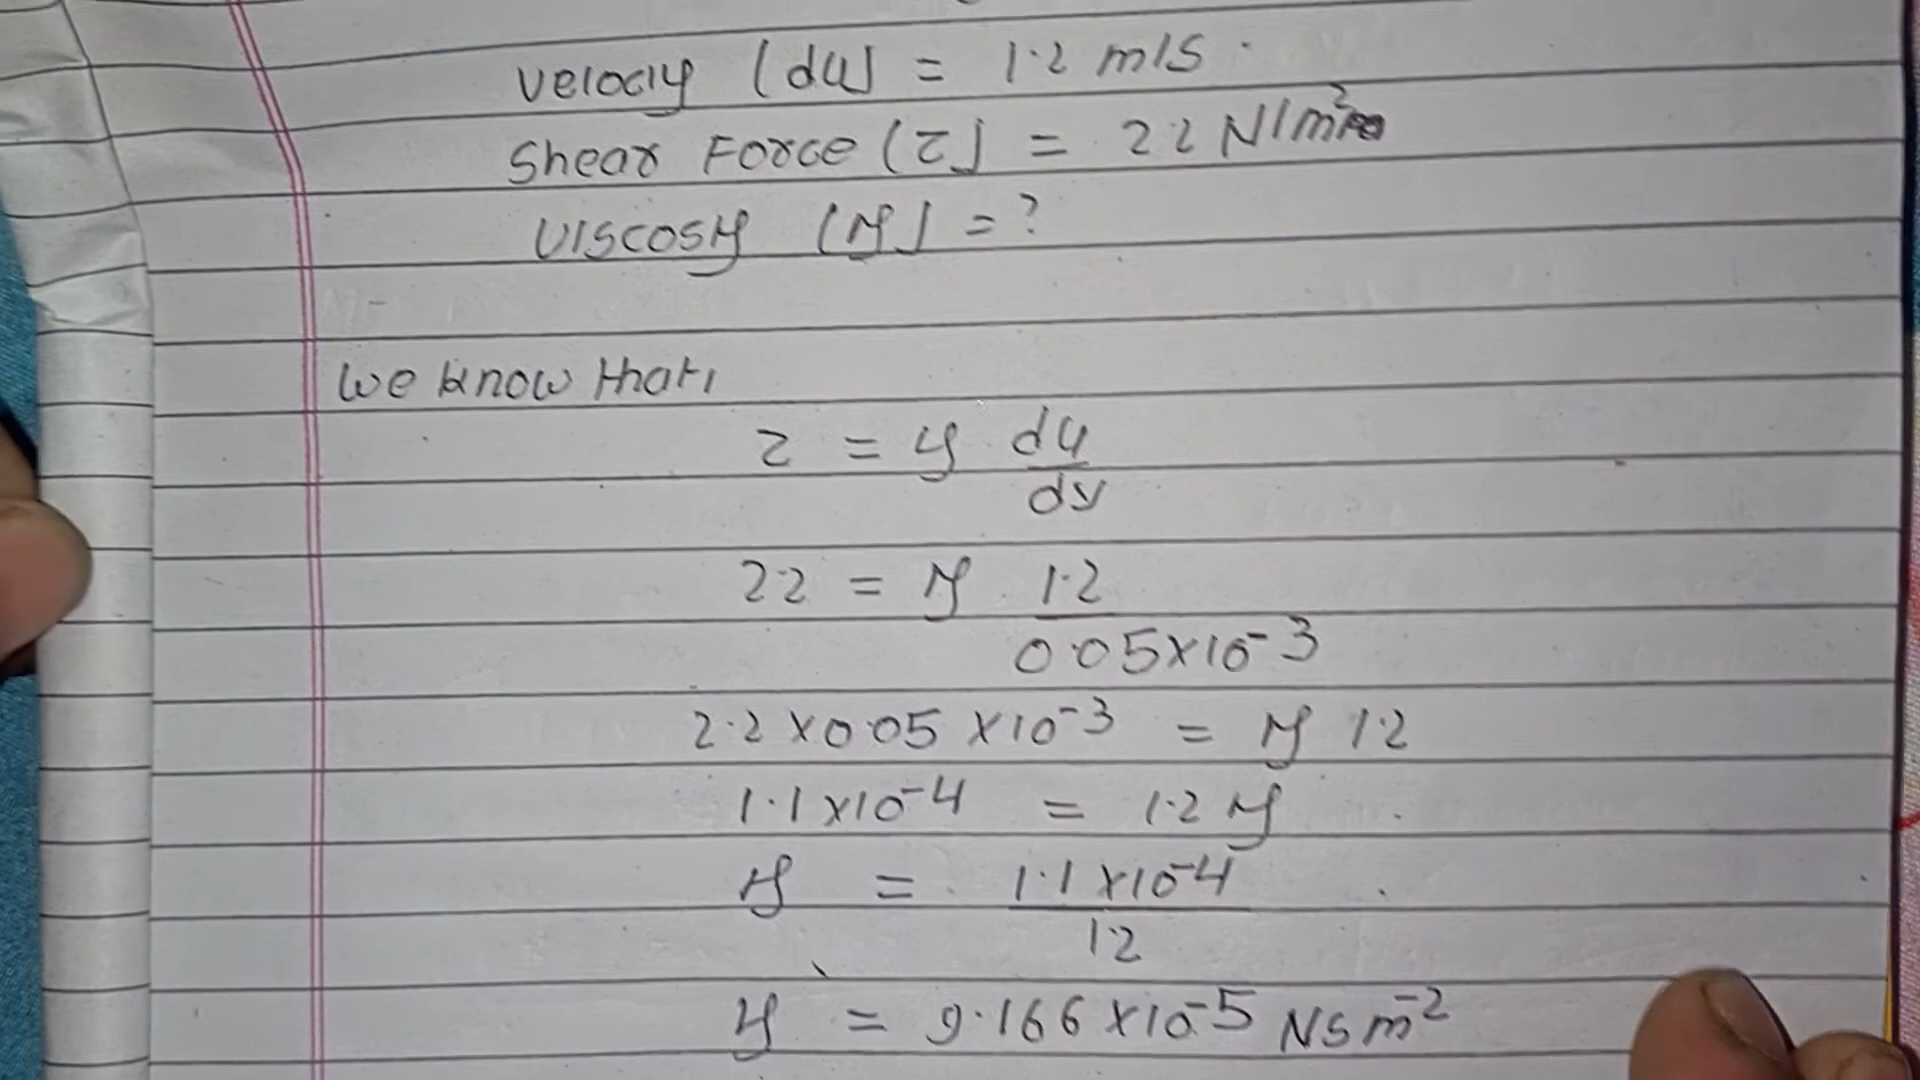 Velocity (du) = 1.2 m/s.
Shear Force (τ) = 2.2 N/m²
Viscosity (μ) = ?
We know that,
τ = μ du/dy
2.2 = μ 1.2/0.05×10⁻³
2.2 × 0.05 × 10⁻³ = μ 1.2
1.1×10⁻⁴ = 1.2 μ
μ = 1.1×10⁻⁴/1.2
μ = 9.166×10⁻⁵ NSm⁻²